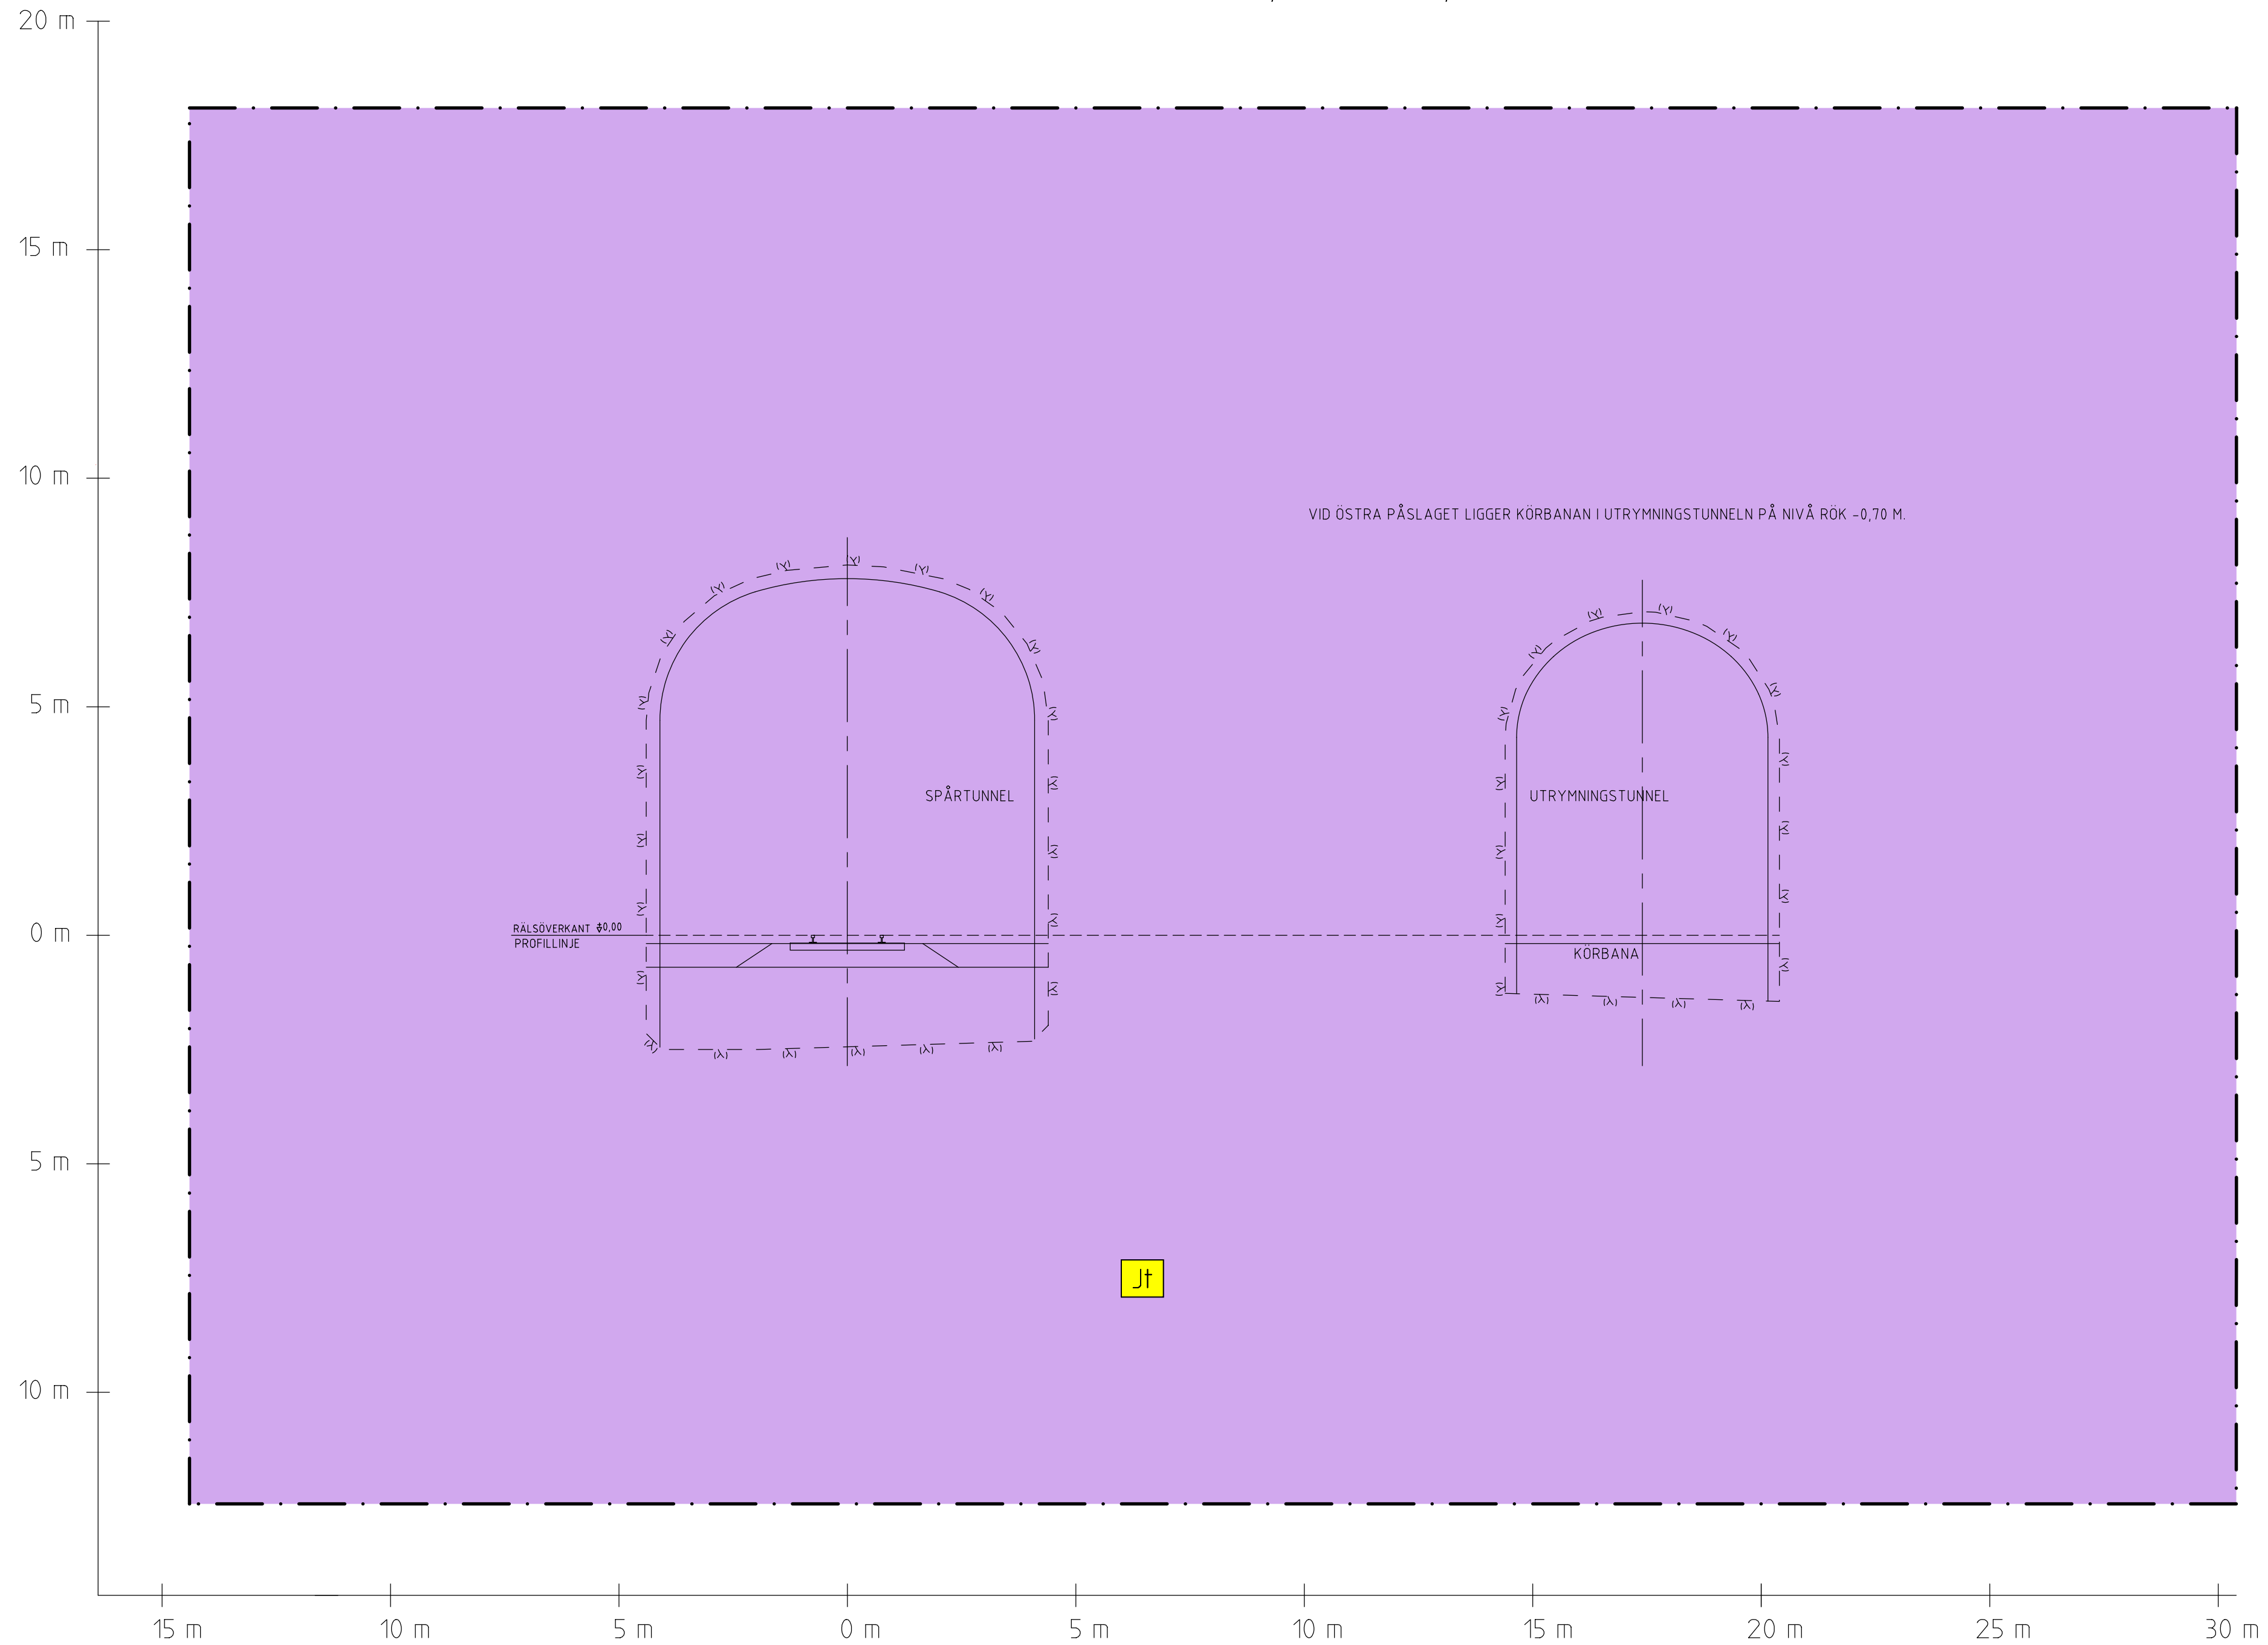 20 m
15 m
10 m
VID ÖSTRA PÅSLAGET LIGGER KÖRBANAN I UTRYMNINGSTUNNELN PÅ NIVÅ RÖK -0,70 M.
5 m
SPÅRTUNNEL
UTRYMNINGSTUNNEL
0 m
RÄLSÖVERKANT ±0,00
PROFILLINJE
KÖRBANA
5 m
Jt
10 m
15 m 10 m 5 m 0 m 5 m 10 m 15 m 20 m 25 m 30 m